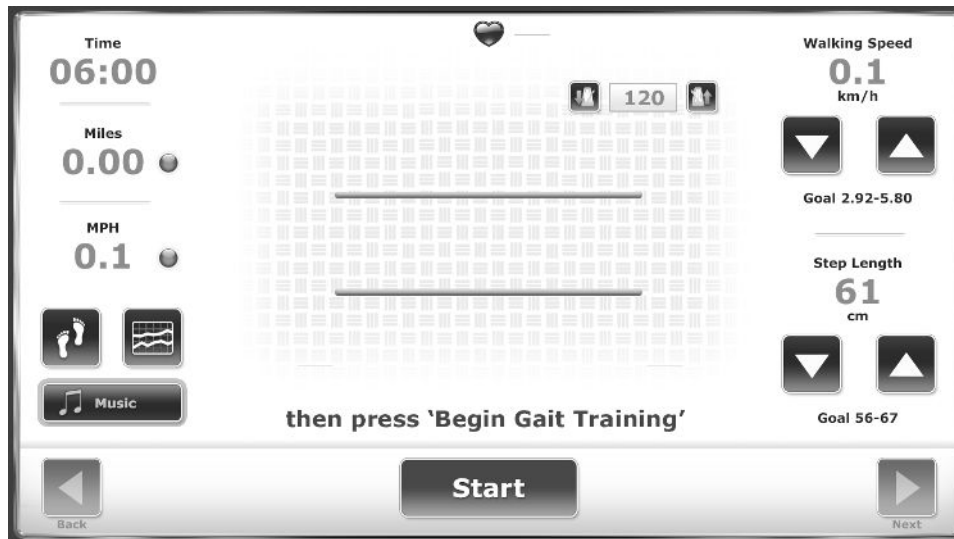 Time
06:00
Miles
0.00
MPH
0.1
Music
120
then press ‘Begin Gait Training’
Walking Speed
0.1
km/h
Goal 2.92-5.80
Step Length
61
cm
Goal 56-67
Back
Start
Next